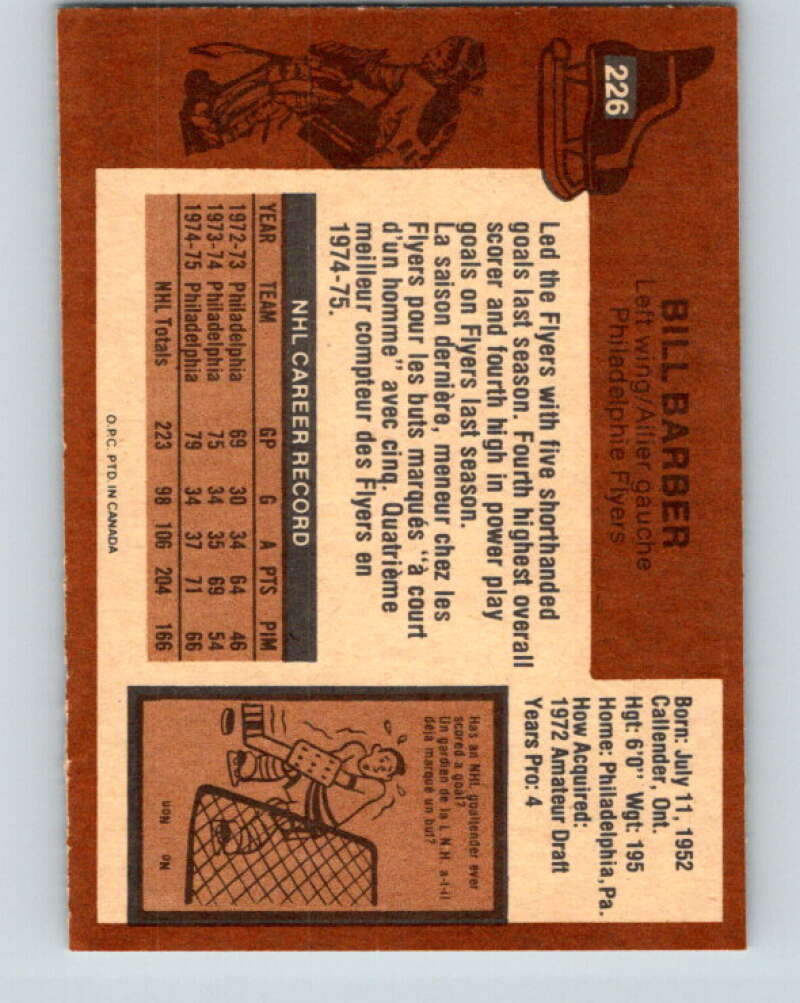 226
BILL BARBER
Left wing/Ailier gauche
Philadelphie Flyers
Born: July 11, 1952
Callender, Ont.
Hgt: 6'0" Wgt: 195
Home: Philadelphia, Pa.
How Acquired:
1972 Amateur Draft
Years Pro: 4
Led the Flyers with five shorthanded
goals last season. Fourth highest overall
scorer and fourth high in power play
goals on Flyers last season.
La saison dernière, meneur chez les
Flyers pour les buts marqués "à court
d'un homme" avec cinq. Quatrième
meilleur compteur des Flyers en
1974-75.
NHL CAREER RECORD
YEAR TEAM GP G A PTS PIM
1972-73 Philadelphia 69 30 34 64 46
1973-74 Philadelphia 75 34 35 69 54
1974-75 Philadelphia 79 34 37 71 66
NHL Totals 223 98 106 204 166
Has an NHL goaltender ever
scored a goal?
Un gardien de la L.N.H. a-t-il
déjà marqué un but?
No | Non
O.P.C. PTD. IN CANADA